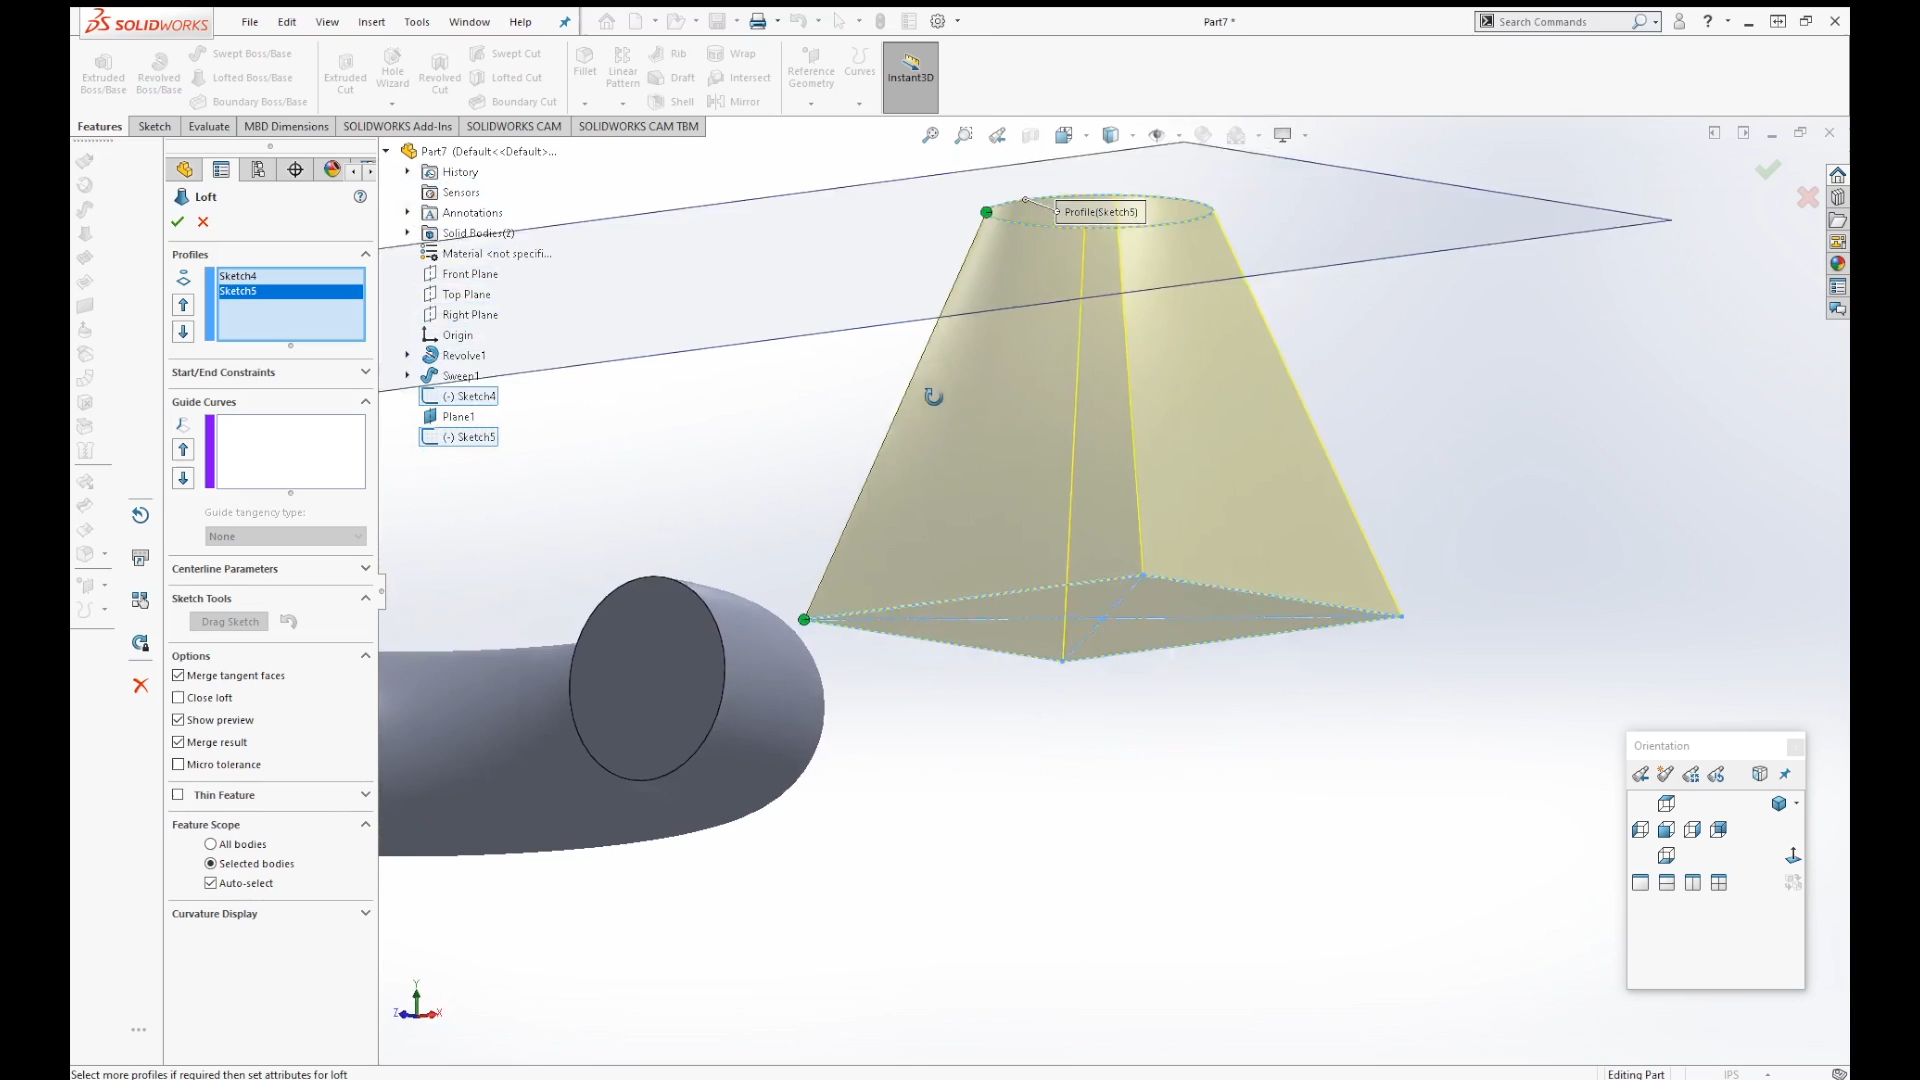 SOLIDWORKS
File Edit View Insert Tools Window Help
Part7 *
Search Commands
Extruded Boss/Base
Revolved Boss/Base
Swept Boss/Base
Lofted Boss/Base
Boundary Boss/Base
Extruded Cut
Hole Wizard
Revolved Cut
Swept Cut
Lofted Cut
Boundary Cut
Fillet
Linear Pattern
Rib
Draft
Shell
Wrap
Intersect
Mirror
Reference Geometry
Curves
Instant3D
Features Sketch Evaluate MBD Dimensions SOLIDWORKS Add-Ins SOLIDWORKS CAM SOLIDWORKS CAM TBM
Loft
Profiles
Sketch4
Sketch5
Start/End Constraints
Guide Curves
Guide tangency type:
None
Centerline Parameters
Sketch Tools
Drag Sketch
Options
Merge tangent faces
Close loft
Show preview
Merge result
Micro tolerance
Thin Feature
Feature Scope
All bodies
Selected bodies
Auto-select
Curvature Display
Part7 (Default<<Default>...
History
Sensors
Annotations
Solid Bodies(2)
Material <not specifi...
Front Plane
Top Plane
Right Plane
Origin
Revolve1
Sweep1
(-) Sketch4
Plane1
(-) Sketch5
Profile(Sketch5)
Orientation
Y
Z
X
Select more profiles if required then set attributes for loft
Editing Part
IPS